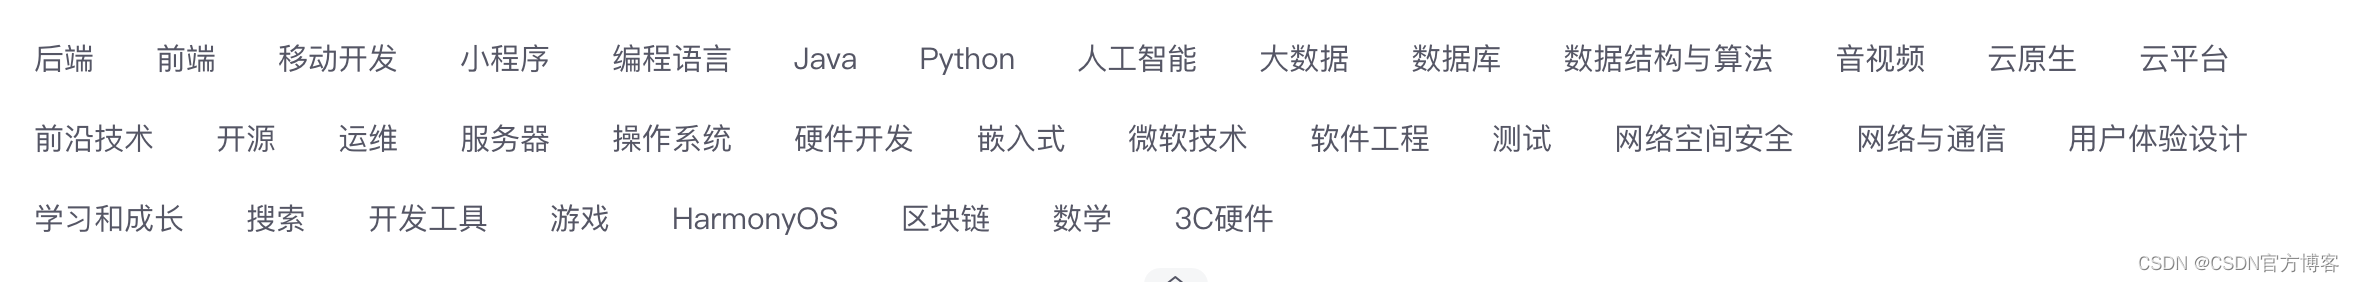 后端 前端 移动开发 小程序 编程语言 Java Python 人工智能 大数据 数据库 数据结构与算法 音视频 云原生 云平台
前沿技术 开源 运维 服务器 操作系统 硬件开发 嵌入式 微软技术 软件工程 测试 网络空间安全 网络与通信 用户体验设计
学习和成长 搜索 开发工具 游戏 HarmonyOS 区块链 数学 3C硬件
CSDN @CSDN官方博客